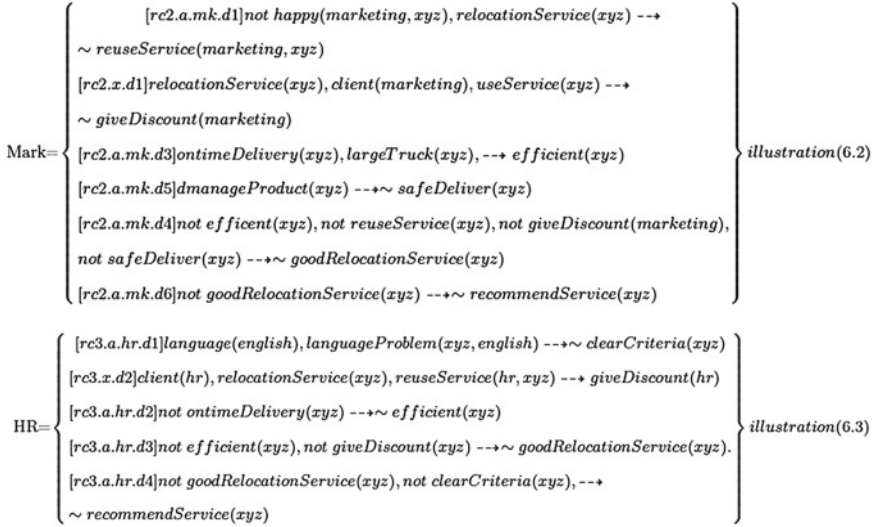 [rc2.a.mk.d1]not happy(marketing, xyz), relocationService(xyz) ⇢
∼ reuseService(marketing, xyz)
[rc2.x.d1]relocationService(xyz), client(marketing), useService(xyz) ⇢
∼ giveDiscount(marketing)
Mark= [rc2.a.mk.d3]ontimeDelivery(xyz), largeTruck(xyz), ⇢ efficient(xyz) illustration(6.2)
[rc2.a.mk.d5]dmanageProduct(xyz) ⇢∼ safeDeliver(xyz)
[rc2.a.mk.d4]not efficent(xyz), not reuseService(xyz), not giveDiscount(marketing),
not safeDeliver(xyz) ⇢∼ goodRelocationService(xyz)
[rc2.a.mk.d6]not goodRelocationService(xyz) ⇢∼ recommendService(xyz)
[rc3.a.hr.d1]language(english), languageProblem(xyz, english) ⇢∼ clearCriteria(xyz)
[rc3.x.d2]client(hr), relocationService(xyz), reuseService(hr, xyz) ⇢ giveDiscount(hr)
HR= [rc3.a.hr.d2]not ontimeDelivery(xyz) ⇢∼ efficient(xyz) illustration(6.3)
[rc3.a.hr.d3]not efficient(xyz), not giveDiscount(xyz) ⇢∼ goodRelocationService(xyz).
[rc3.a.hr.d4]not goodRelocationService(xyz), not clearCriteria(xyz), ⇢
∼ recommendService(xyz)